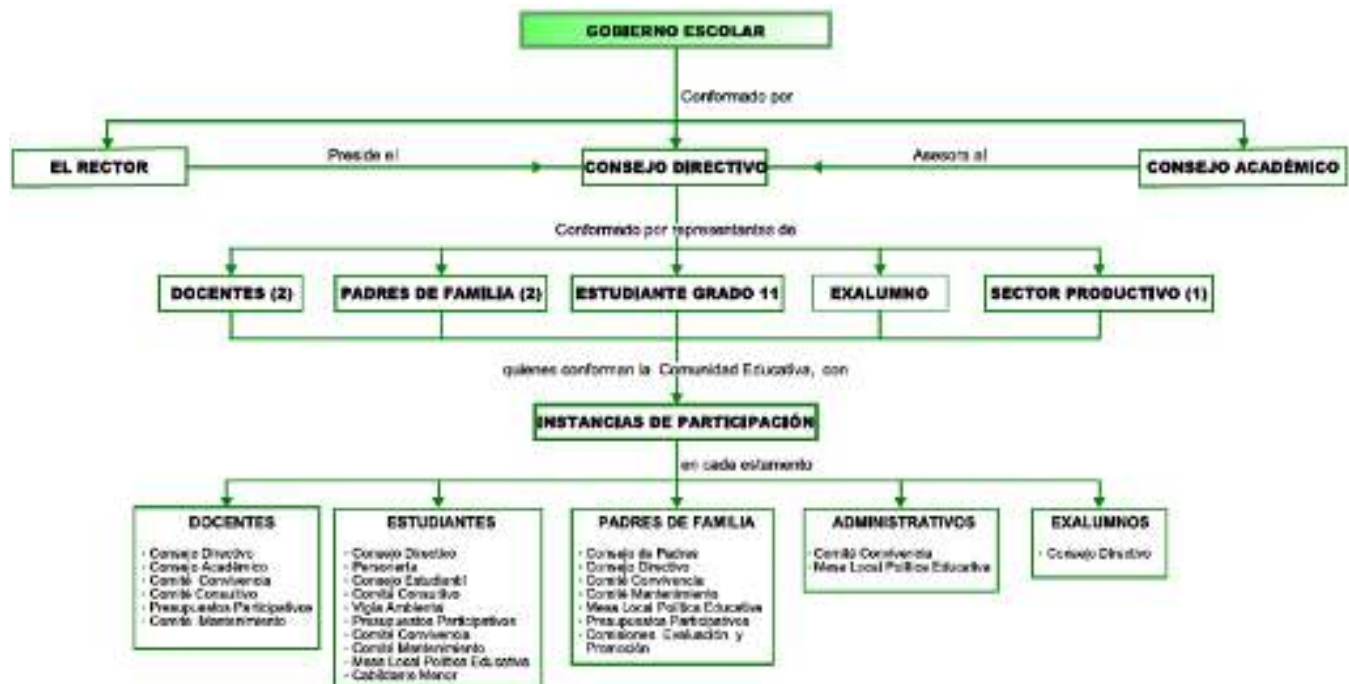 GOBIERNO ESCOLAR
Conformado por
EL RECTOR
Preside el
CONSEJO DIRECTIVO
Asesora al
CONSEJO ACADÉMICO
Conformado por representantes de
DOCENTES (2)
PADRES DE FAMILIA (2)
ESTUDIANTE GRADO 11
EXALUMNO
SECTOR PRODUCTIVO (1)
quienes conforman la Comunidad Educativa, con
INSTANCIAS DE PARTICIPACIÓN
en cada estamento
DOCENTES
- Consejo Directivo
- Consejo Académico
- Comité Convivencia
- Comité Consultivo
- Presupuestos Participativos
- Comité Mantenimiento
ESTUDIANTES
- Consejo Directivo
- Personería
- Consejo Estudiantil
- Comité Consultivo
- Vigía Ambiental
- Presupuestos Participativos
- Comité Convivencia
- Comité Mantenimiento
- Mesa Local Política Educativa
- Cabildante Menor
PADRES DE FAMILIA
- Consejo de Padres
- Consejo Directivo
- Comité Convivencia
- Comité Mantenimiento
- Mesa Local Política Educativa
- Presupuestos Participativos
- Comisiones Evaluación y
Promoción
ADMINISTRATIVOS
- Comité Convivencia
- Mesa Local Política Educativa
EXALUMNOS
- Consejo Directivo